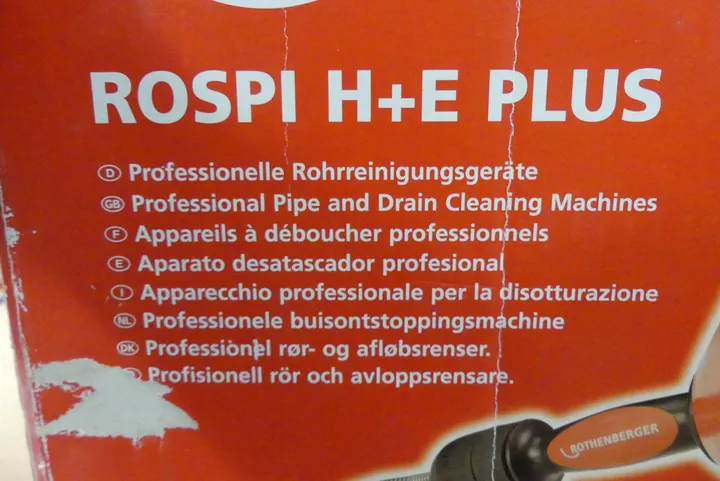 ROSPI H+E PLUS
D Professionelle Rohrreinigungsgeräte
GB Professional Pipe and Drain Cleaning Machines
F Appareils à déboucher professionnels
E Aparato desatascador profesional
I Apparecchio professionale per la disotturazione
NL Professionele buisontstoppingsmachine
DK Professionel rør- og afløbsrenser.
Profisionell rör och avloppsrensare.
ROTHENBERGER